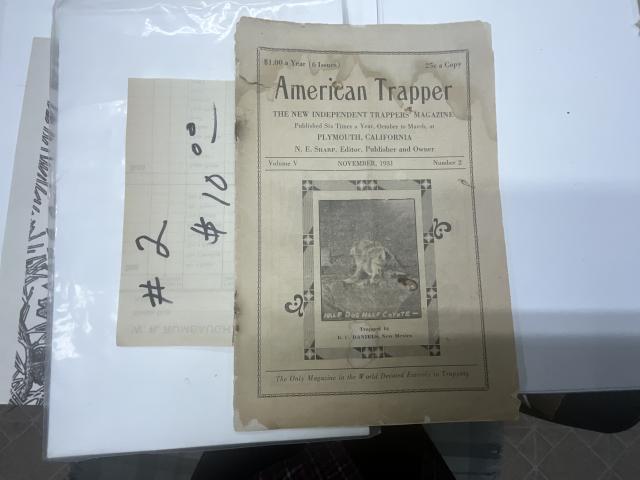 $1.00 a Year (6 Issues)
25c a Copy
American Trapper
THE NEW INDEPENDENT TRAPPERS' MAGAZINE
Published Six Times a Year, October to March, at
PLYMOUTH, CALIFORNIA
N. E. SHARP, Editor, Publisher and Owner
Volume V
NOVEMBER, 1931
Number 2
HALF DOG HALF COYOTE
Trapped by
DANIELS, New Mexico
The Only Magazine in the World Devoted Entirely to Trapping
# 2
$10 00
W. R. RUMBAUGH